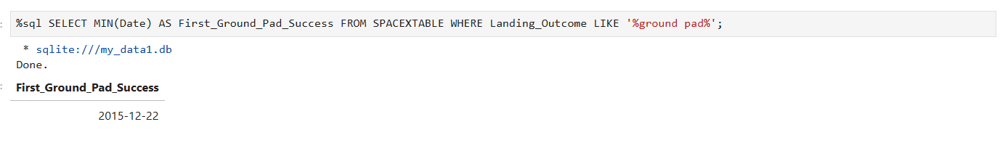 %sql SELECT MIN(Date) AS First_Ground_Pad_Success FROM SPACEXTABLE WHERE Landing_Outcome LIKE '%ground pad%';
* sqlite:///my_data1.db
Done.
First_Ground_Pad_Success
2015-12-22